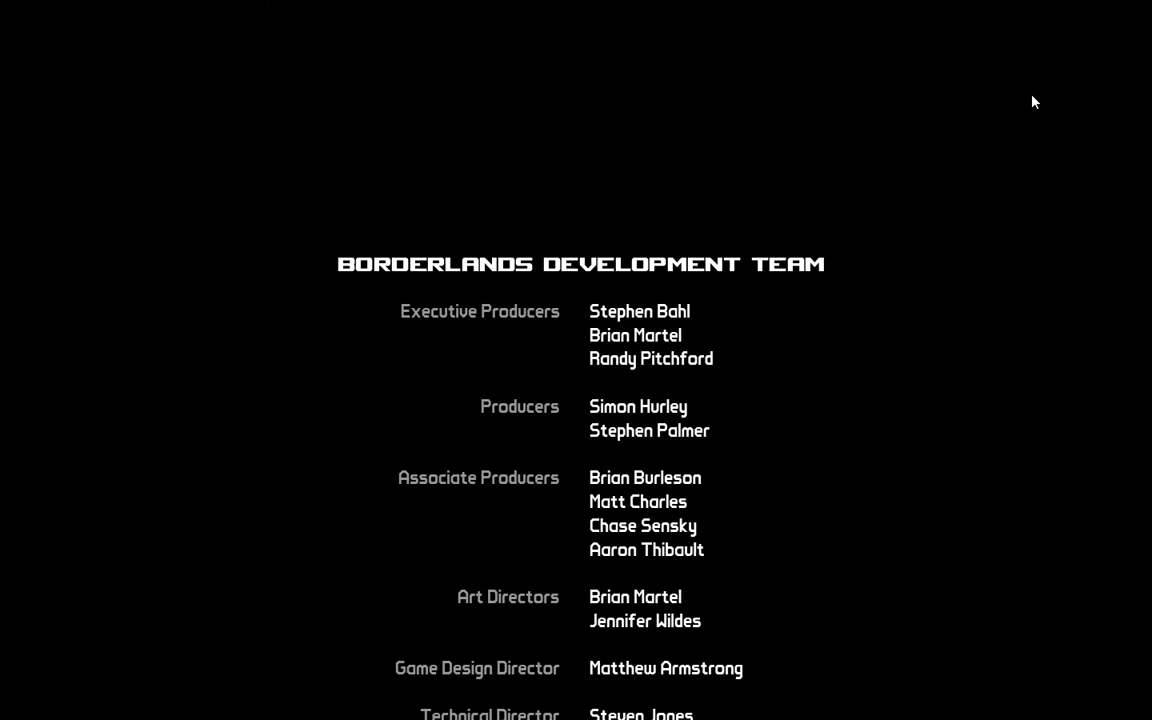 BORDERLANDS DEVELOPMENT TEAM
Executive Producers Stephen Bahl
Brian Martel
Randy Pitchford
Producers Simon Hurley
Stephen Palmer
Associate Producers Brian Burleson
Matt Charles
Chase Sensky
Aaron Thibault
Art Directors Brian Martel
Jennifer Wildes
Game Design Director Matthew Armstrong
Technical Director Steven Jones